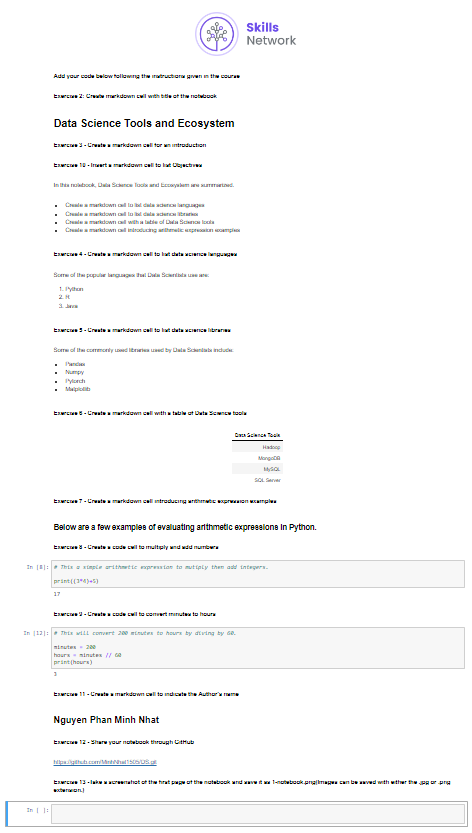 Skills
Network
Add your code below following the instructions given in the course
Exercise 2: Create markdown cell with title of the notebook
Data Science Tools and Ecosystem
Exercise 3 - Create a markdown cell for an introduction
Exercise 10 - Insert a markdown cell to list Objectives
In this notebook, Data Science Tools and Ecosystem are summarized.
• Create a markdown cell to list data science languages
• Create a markdown cell to list data science libraries
• Create a markdown cell with a table of Data Science tools
• Create a markdown cell introducing arithmetic expression examples
Exercise 4 - Create a markdown cell to list data science languages
Some of the popular languages that Data Scientists use are:
1. Python
2. R
3. Java
Exercise 5 - Create a markdown cell to list data science libraries
Some of the commonly used libraries used by Data Scientists include:
• Pandas
• Numpy
• Pytorch
• Matplotlib
Exercise 6 - Create a markdown cell with a table of Data Science tools
Data Science Tools
Hadoop
MongoDB
MySQL
SQL Server
Exercise 7 - Create a markdown cell introducing arithmetic expression examples
Below are a few examples of evaluating arithmetic expressions in Python.
Exercise 8 - Create a code cell to multiply and add numbers
In [8]: # This a simple arithmetic expression to mutiply then add integers.
print((3*4)+5)
17
Exercise 9 - Create a code cell to convert minutes to hours
In [12]: # This will convert 200 minutes to hours by diving by 60.
minutes = 200
hours = minutes // 60
print(hours)
3
Exercise 11 - Create a markdown cell to indicate the Author's name
Nguyen Phan Minh Nhat
Exercise 12 - Share your notebook through GitHub
https://github.com/MinhNhat1505/DS.git
Exercise 13 -Take a screenshot of the first page of the notebook and save it as 1-notebook.png(Images can be saved with either the .jpg or .png
extension.)
In [ ]: